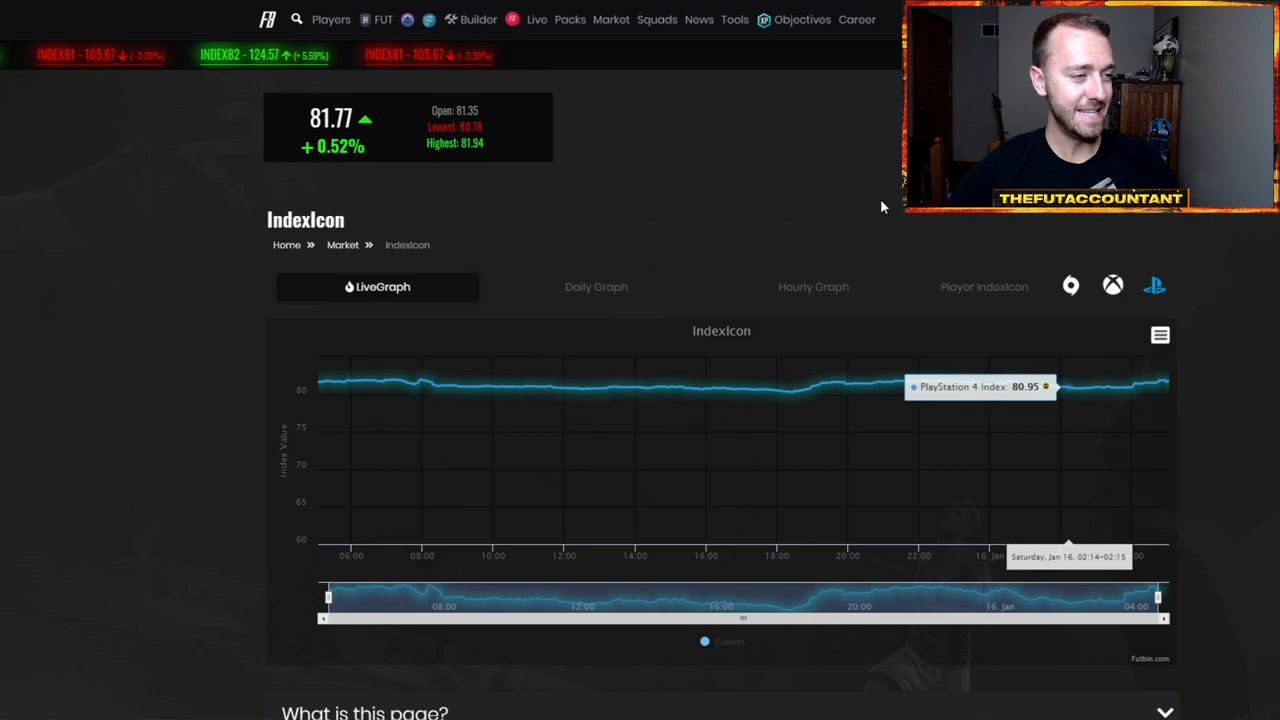 Players FUT Builder Live Packs Market Squads News Tools XP Objectives Career
INDEX81 - 105.67 (-3.30%) INDEX82 - 124.57 (+ 5.59%) INDEX81 - 105.67 (-3.30%)
81.77
+ 0.52%
Open: 81.35
Lowest: 80.78
Highest: 81.94
THEFUTACCOUNTANT
IndexIcon
Home » Market » IndexIcon
LiveGraph Daily Graph Hourly Graph Player IndexIcon
IndexIcon
PlayStation 4 Index: 80.95
Index Value
80
75
70
65
60
06:00 08:00 10:00 12:00 14:00 16:00 18:00 20:00 22:00 16. Jan
Saturday, Jan 16, 02:14-02:15
08:00 12:00 16:00 20:00 16. Jan 04:00
Events
Futbin.com
What is this page?